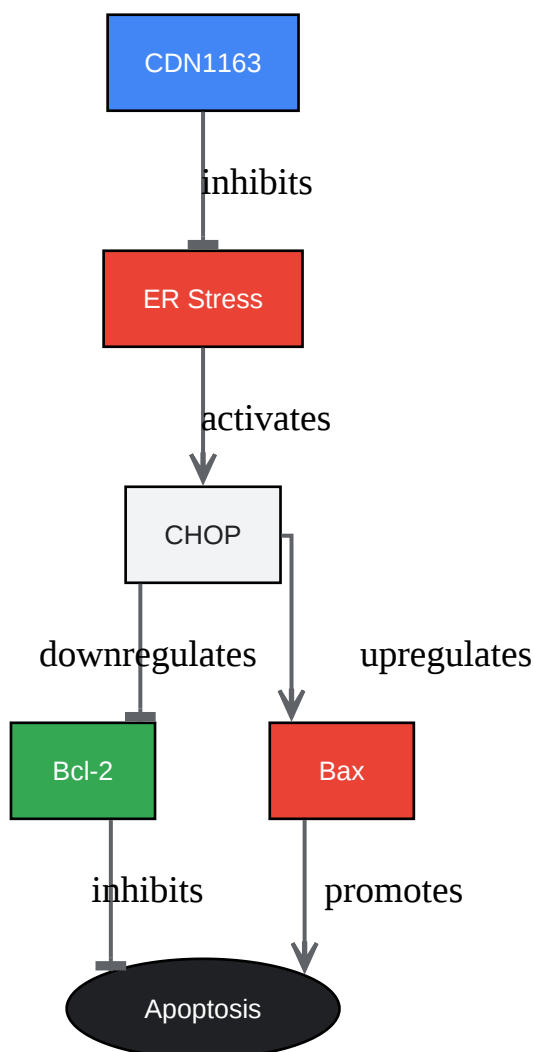 CDN1163
inhibits
ER Stress
activates
CHOP
downregulates
upregulates
Bcl-2
Bax
inhibits
promotes
Apoptosis